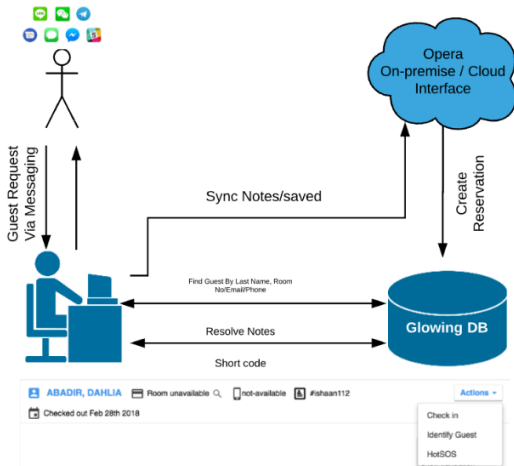 Opera
On-premise / Cloud
Interface
Guest Request
Via Messaging
Sync Notes/saved
Create
Reservation
Find Guest By Last Name, Room
No/Email/Phone
Glowing DB
Resolve Notes
Short code
ABADIR, DAHLIA Room unavailable not-available #ishaan112 Actions
Checked out Feb 28th 2018
Check in
Identify Guest
HotSOS